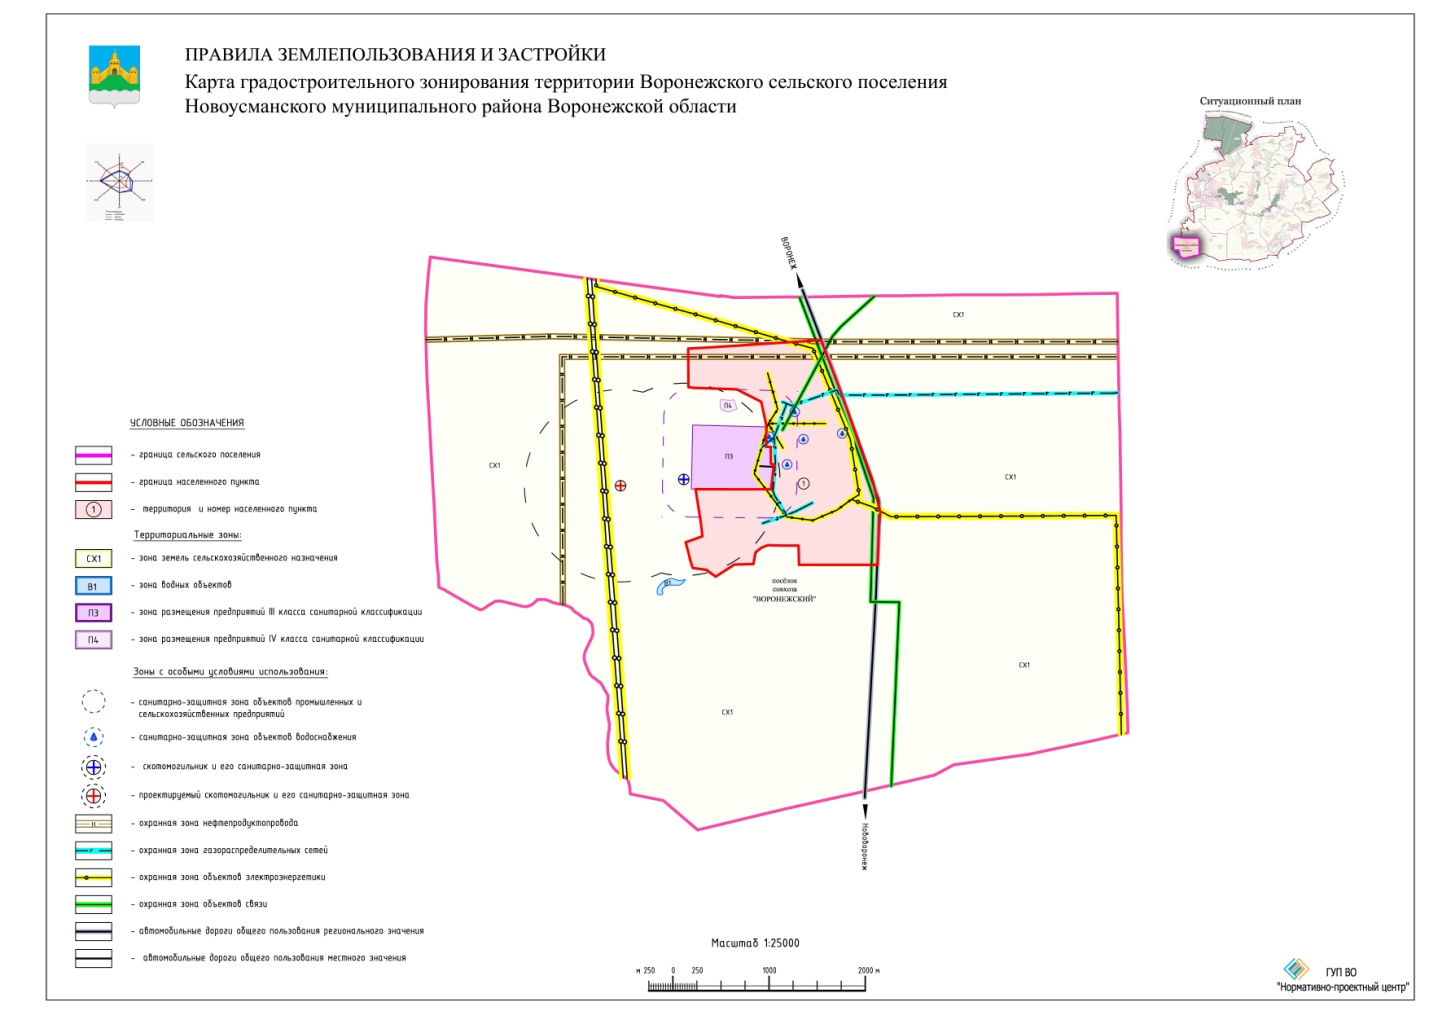 ПРАВИЛА ЗЕМЛЕПОЛЬЗОВАНИЯ И ЗАСТРОЙКИ
Карта градостроительного зонирования территории Воронежского сельского поселения
Новоусманского муниципального района Воронежской области
Ситуационный план
ВОРОНЕЖ
СХ1
П4
СХ1
П3
1
СХ1
В1
посёлок
совхоза
"ВОРОНЕЖСКИЙ"
СХ1
СХ1
Нововоронеж
УСЛОВНЫЕ ОБОЗНАЧЕНИЯ
- граница сельского поселения
- граница населенного пункта
1 - территория и номер населенного пункта
Территориальные зоны:
СХ1 - зона земель сельскохозяйственного назначения
В1 - зона водных объектов
П3 - зона размещения предприятий III класса санитарной классификации
П4 - зона размещения предприятий IV класса санитарной классификации
Зоны с особыми условиями использования:
- санитарно-защитная зона объектов промышленных и
сельскохозяйственных предприятий
- санитарно-защитная зона объектов водоснабжения
- скотомогильник и его санитарно-защитная зона
- проектируемый скотомогильник и его санитарно-защитная зона
- охранная зона нефтепродуктопровода
- охранная зона газораспределительных сетей
- охранная зона объектов электроэнергетики
- охранная зона объектов связи
- автомобильные дороги общего пользования регионального значения
- автомобильные дороги общего пользования местного значения
Масштаб 1:25000
м 250 0 250 1000 2000 м
ГУП ВО
"Нормативно-проектный центр"